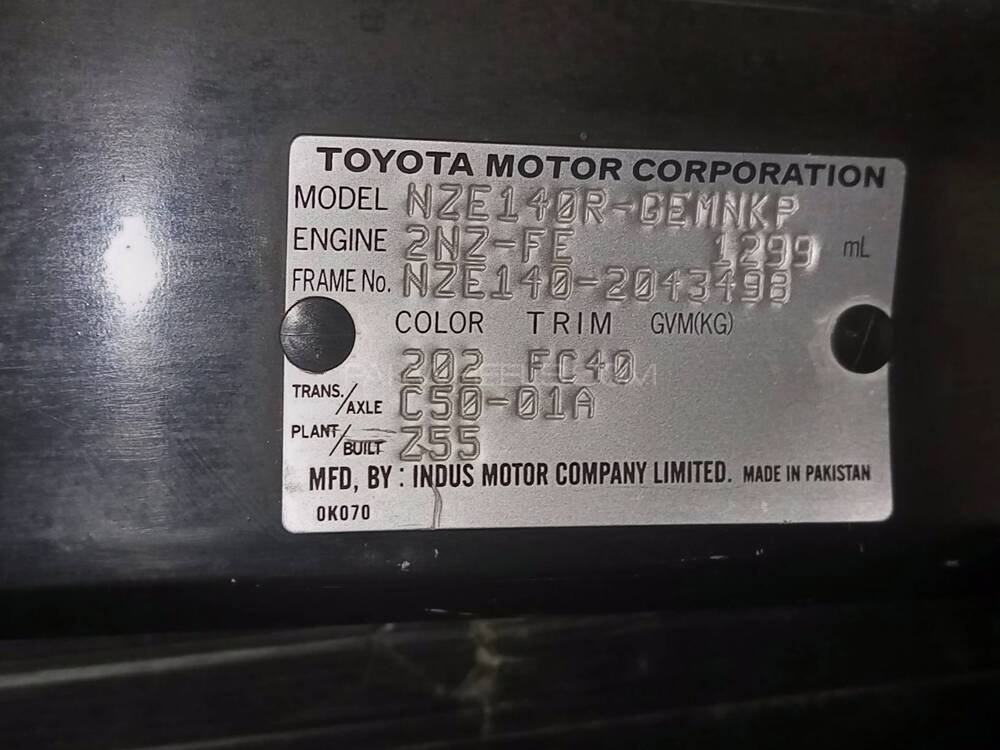 TOYOTA MOTOR CORPORATION
MODEL NZE140R-GEMNKP
ENGINE 2NZ-FE 1299 mL
FRAME No. NZE140-2043498
COLOR TRIM GVM(KG)
202 FC40
TRANS./AXLE C50-01A
PLANT/BUILT Z55
MFD, BY : INDUS MOTOR COMPANY LIMITED. MADE IN PAKISTAN
0K070